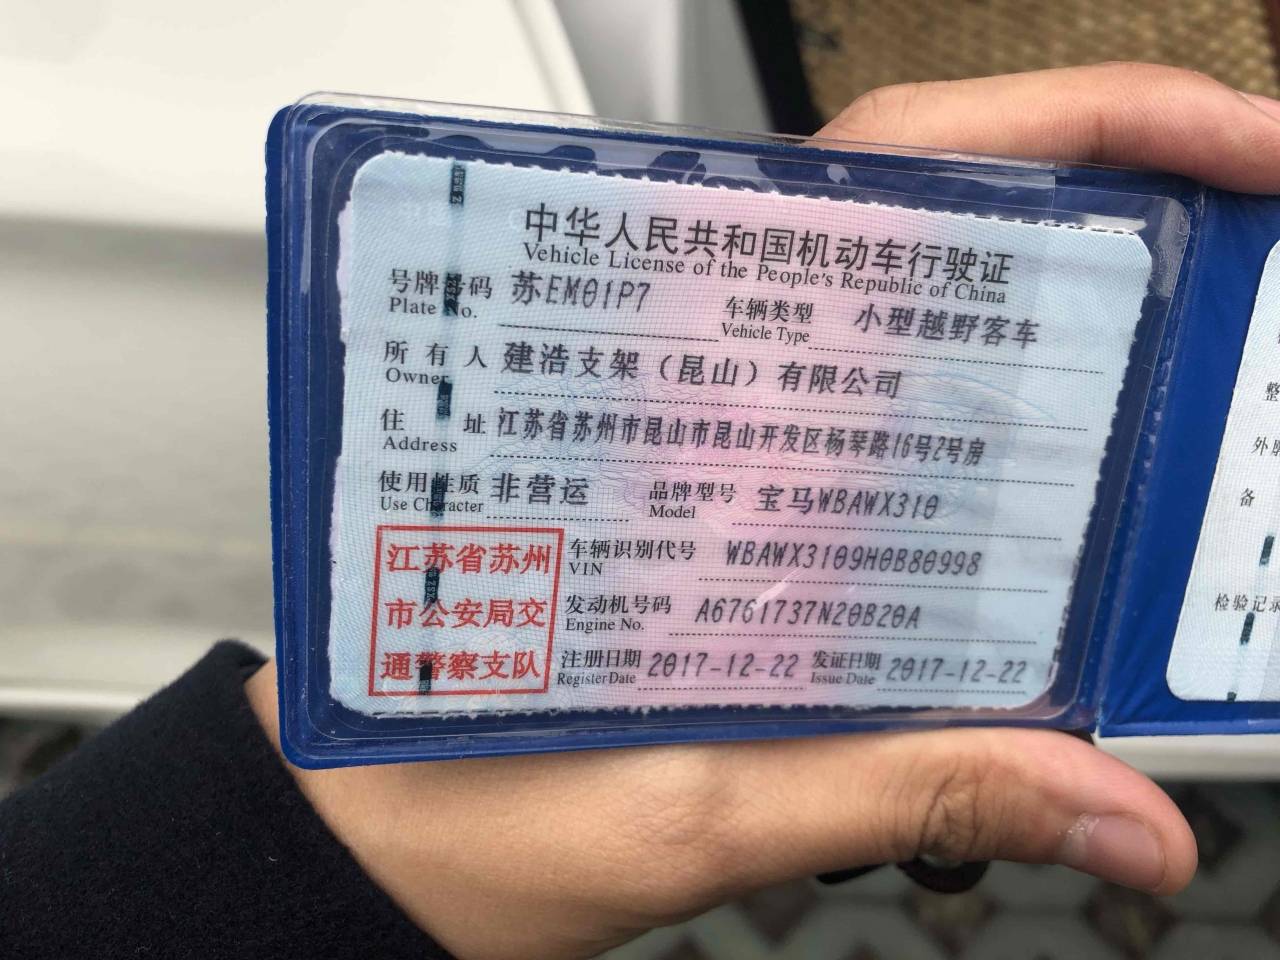 中华人民共和国机动车行驶证
Vehicle License of the People's Republic of China
号牌号码 苏EM01P7 车辆类型 小型越野客车
Plate No. Vehicle Type
所有人 建浩支架（昆山）有限公司
Owner
住址 江苏省苏州市昆山市昆山开发区杨琴路16号2号房
Address
使用性质 非营运 品牌型号 宝马WBAWX310
Use Character Model
江苏省苏州
市公安局交
通警察支队
车辆识别代号 WBAWX3109H0B80998
VIN
发动机号码 A6761737N20B20A
Engine No.
注册日期 2017-12-22 发证日期 2017-12-22
Register Date Issue Date
整
外
备
检验记录